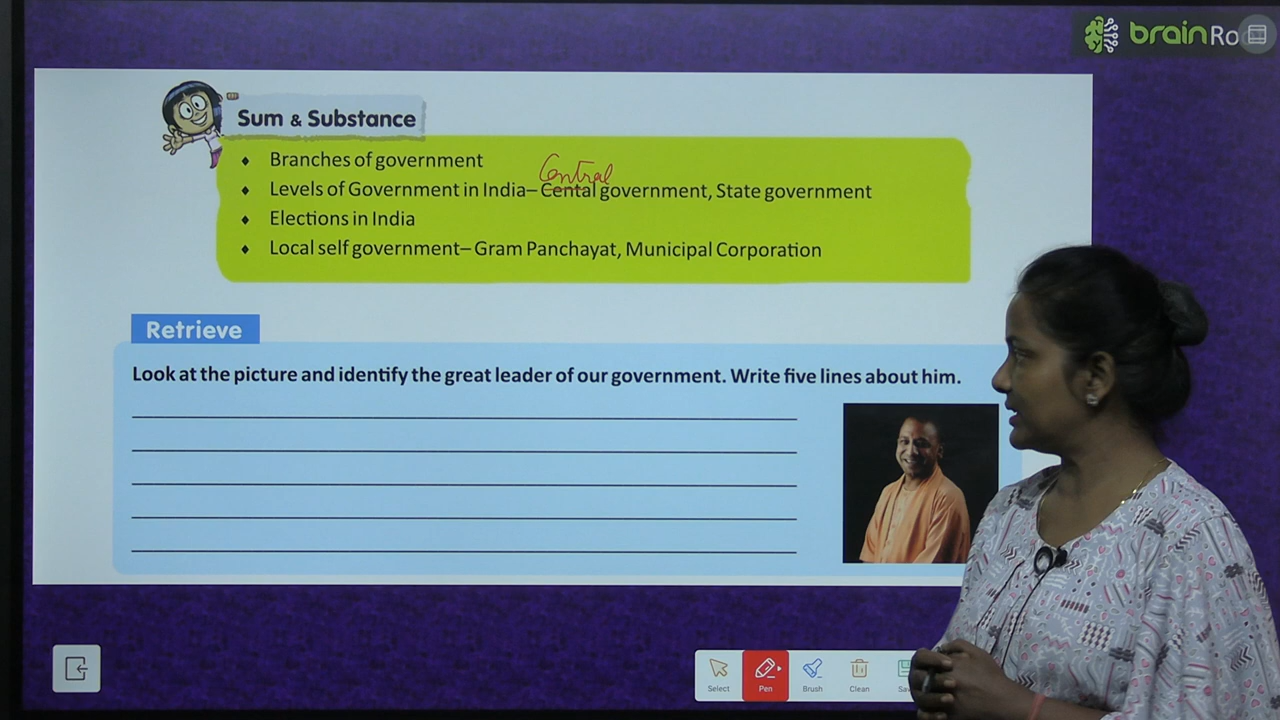 brainRo
Sum & Substance
Branches of government
Central
Levels of Government in India– Cental government, State government
Elections in India
Local self government– Gram Panchayat, Municipal Corporation
Retrieve
Look at the picture and identify the great leader of our government. Write five lines about him.
Select
Pen
Brush
Clean